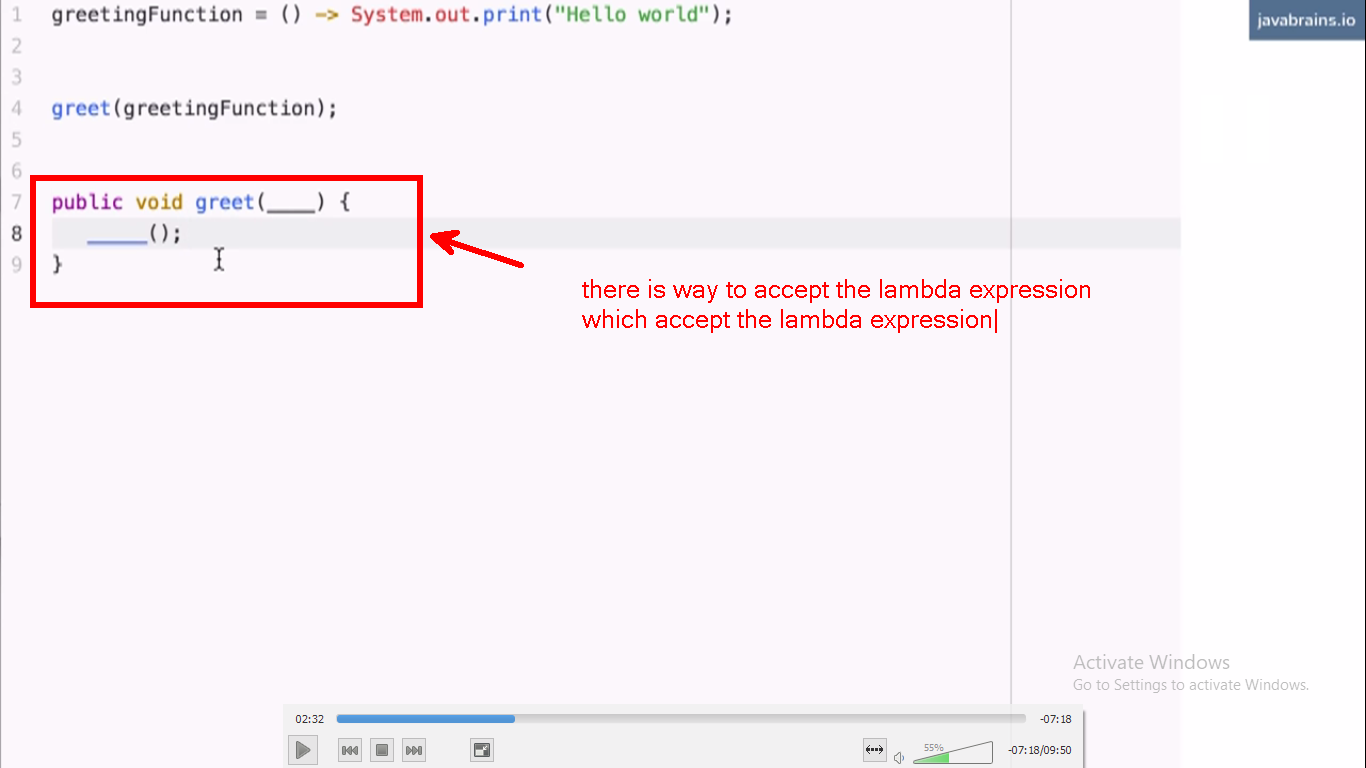 1 greetingFunction = () -> System.out.print("Hello world");
javabrains.io
2
3
4 greet(greetingFunction);
5
6
7 public void greet(____) {
8 _____();
9 }
there is way to accept the lambda expression
which accept the lambda expression|
Activate Windows
Go to Settings to activate Windows.
02:32 -07:18
55% -07:18/09:50